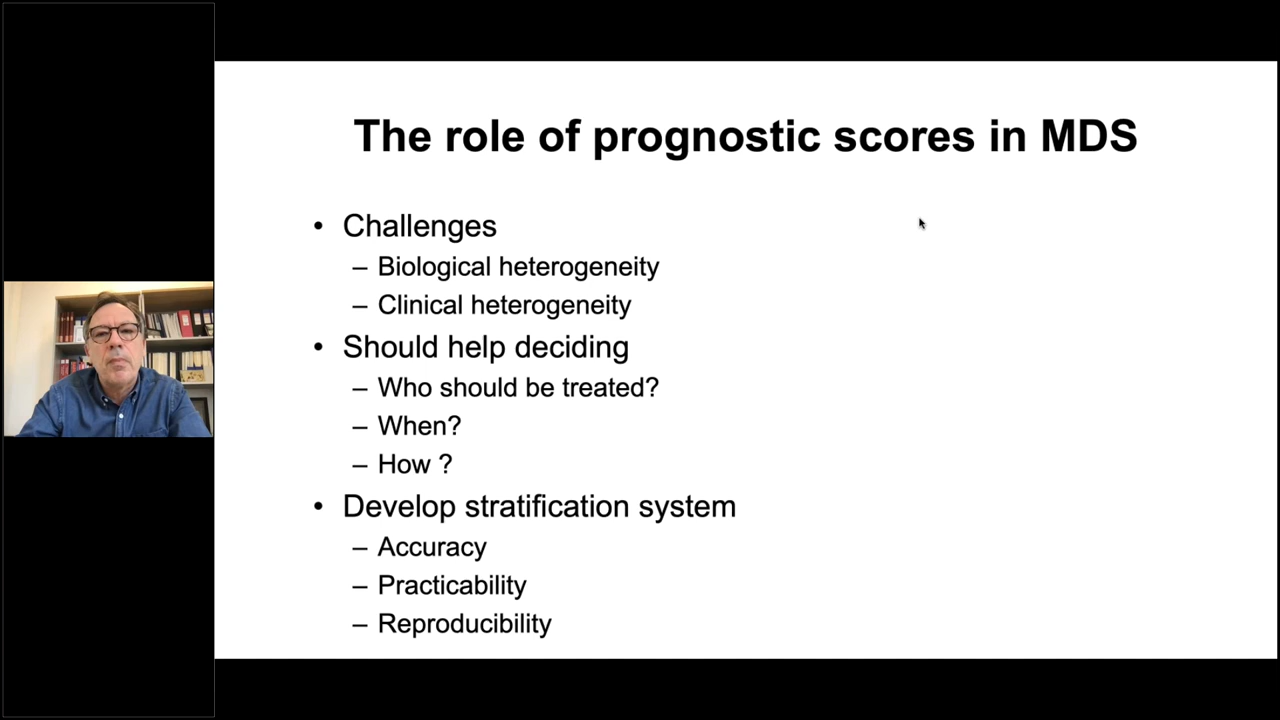 The role of prognostic scores in MDS
• Challenges
– Biological heterogeneity
– Clinical heterogeneity
• Should help deciding
– Who should be treated?
– When?
– How ?
• Develop stratification system
– Accuracy
– Practicability
– Reproducibility